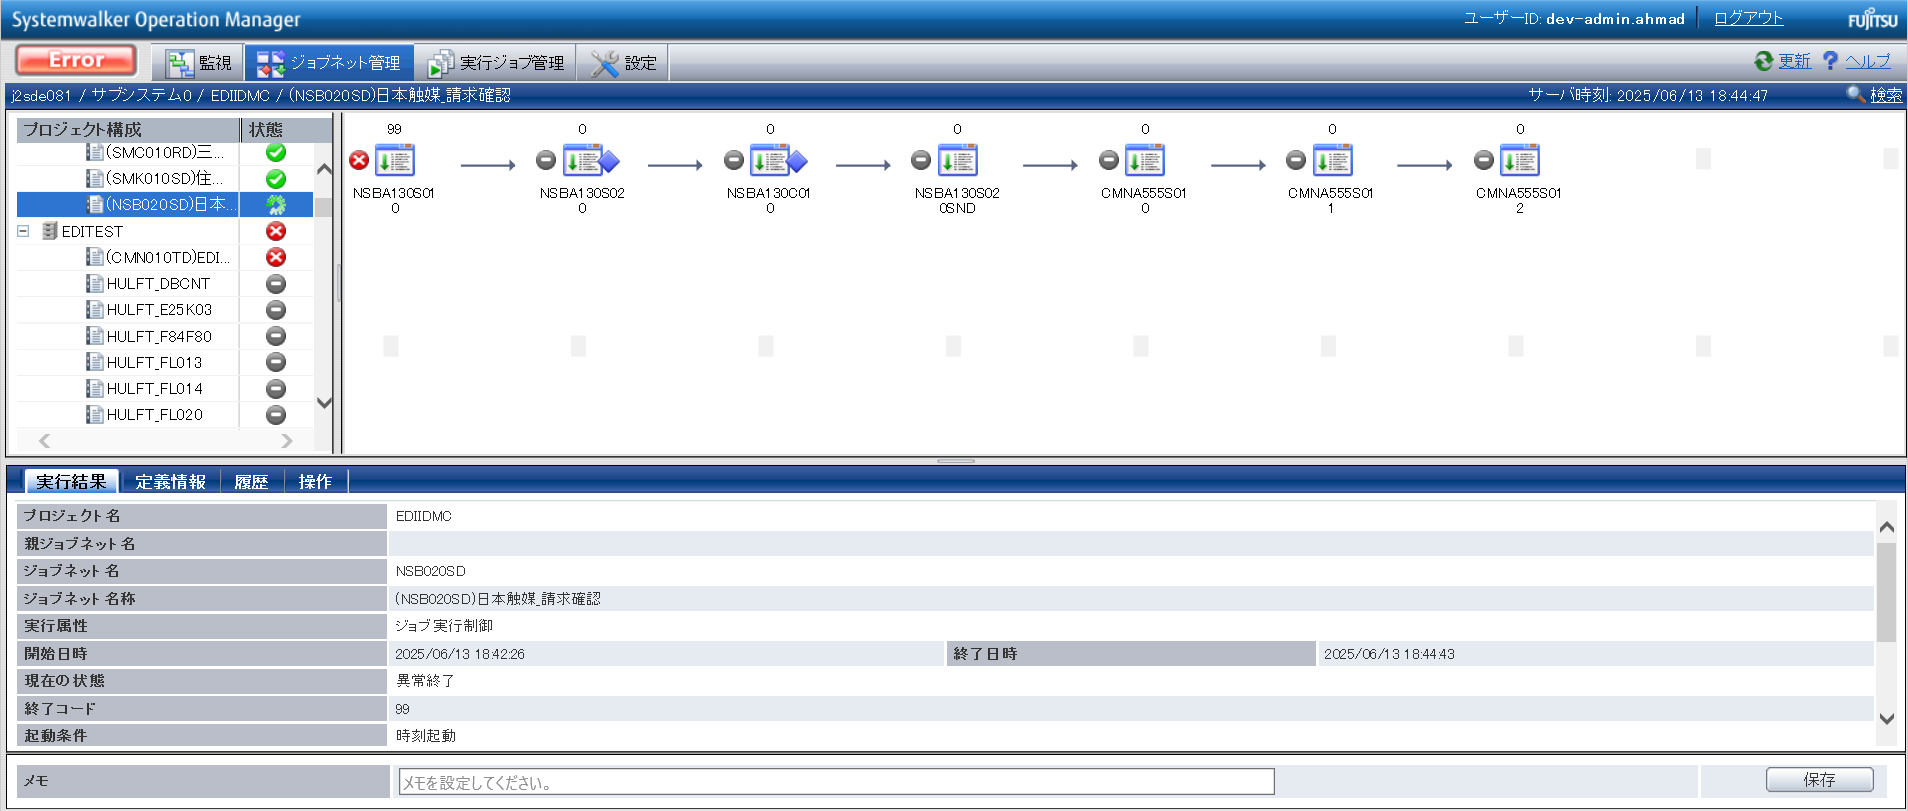 Systemwalker Operation Manager
ユーザーID: dev-admin.ahmad
ログアウト
FUJITSU
Error
監視
ジョブネット管理
実行ジョブ管理
設定
更新
ヘルプ
j2sde081 / サブシステム0 / EDIIDMC / (NSB020SD)日本触媒_請求確認
サーバ時刻: 2025/06/13 18:44:47
検索
プロジェクト構成
状態
(SMC010RD)三...
(SMK010SD)住...
(NSB020SD)日本...
EDITEST
(CMN010TD)EDI...
HULFT_DBCNT
HULFT_E25K03
HULFT_F84F80
HULFT_FL013
HULFT_FL014
HULFT_FL020
99
NSBA130S01
0
0
NSBA130S02
0
0
NSBA130C01
0
0
NSBA130S02
0SND
0
CMNA555S01
0
0
CMNA555S01
1
0
CMNA555S01
2
実行結果
定義情報
履歴
操作
プロジェクト名
EDIIDMC
親ジョブネット名
ジョブネット名
NSB020SD
ジョブネット名称
(NSB020SD)日本触媒_請求確認
実行属性
ジョブ実行制御
開始日時
2025/06/13 18:42:26
終了日時
2025/06/13 18:44:43
現在の状態
異常終了
終了コード
99
起動条件
時刻起動
メモ
メモを設定してください。
保存